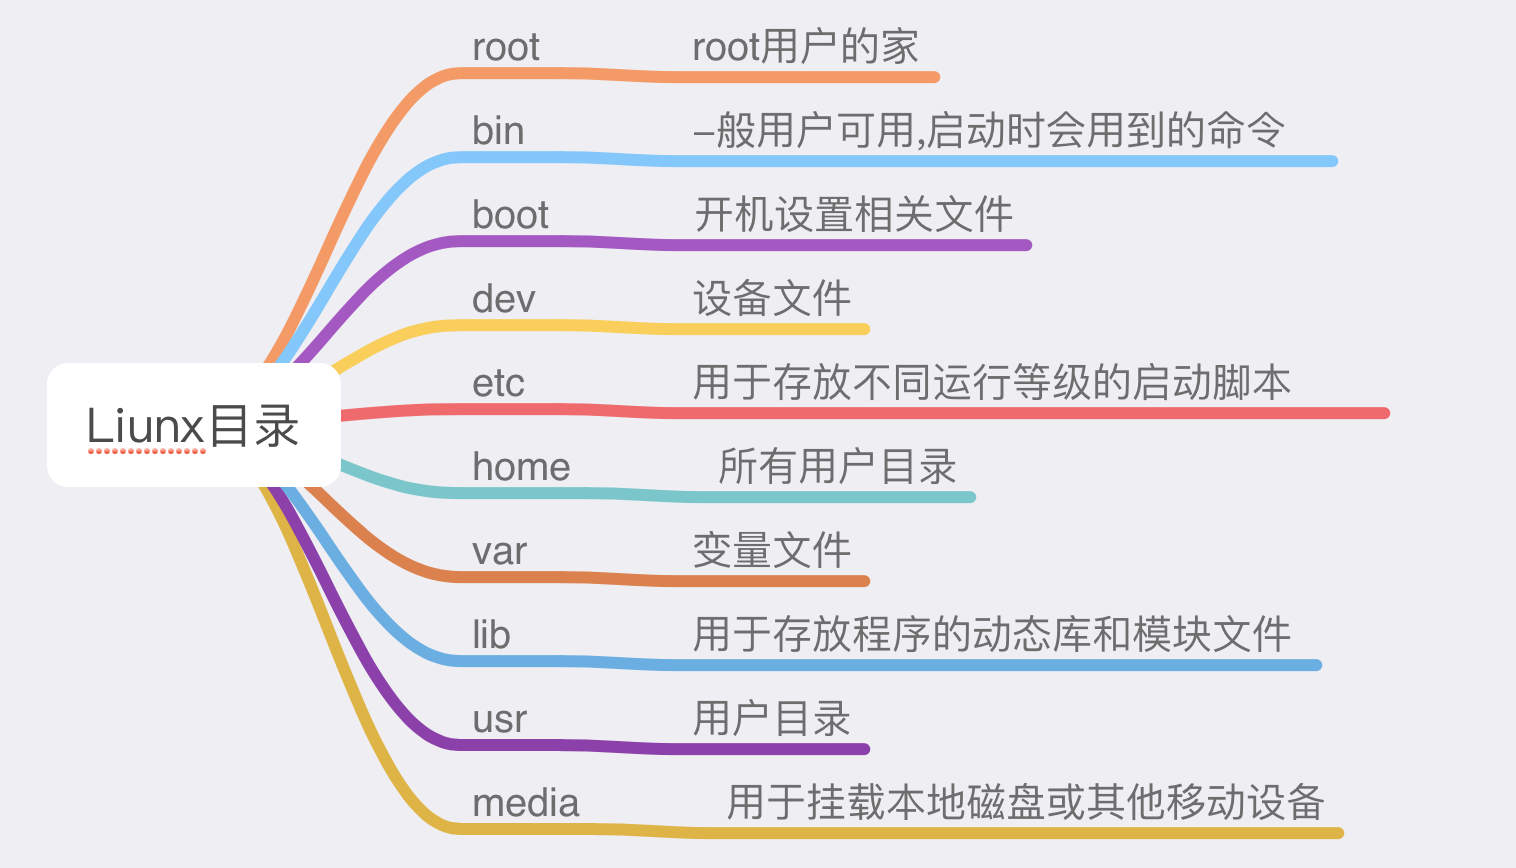 root root用户的家
bin –般用户可用,启动时会用到的命令
boot 开机设置相关文件
dev 设备文件
etc 用于存放不同运行等级的启动脚本
Liunx目录
home 所有用户目录
var 变量文件
lib 用于存放程序的动态库和模块文件
usr 用户目录
media 用于挂载本地磁盘或其他移动设备